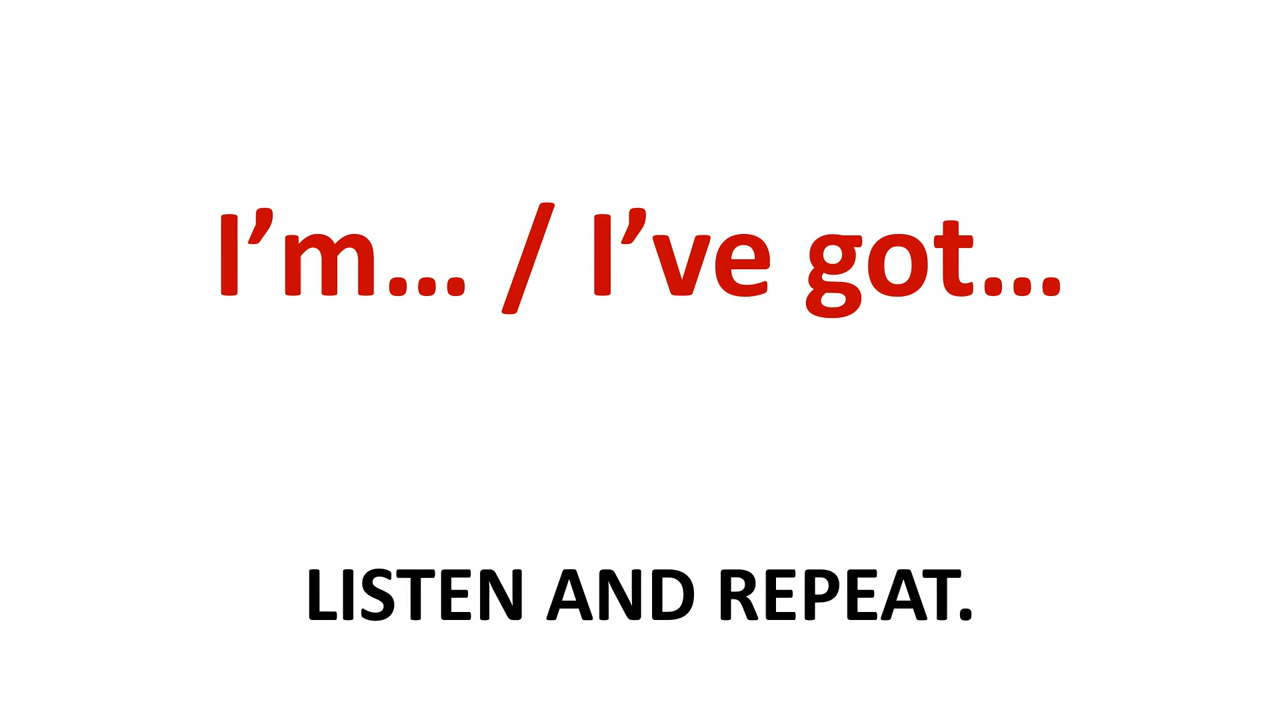 I’m… / I’ve got…
LISTEN AND REPEAT.